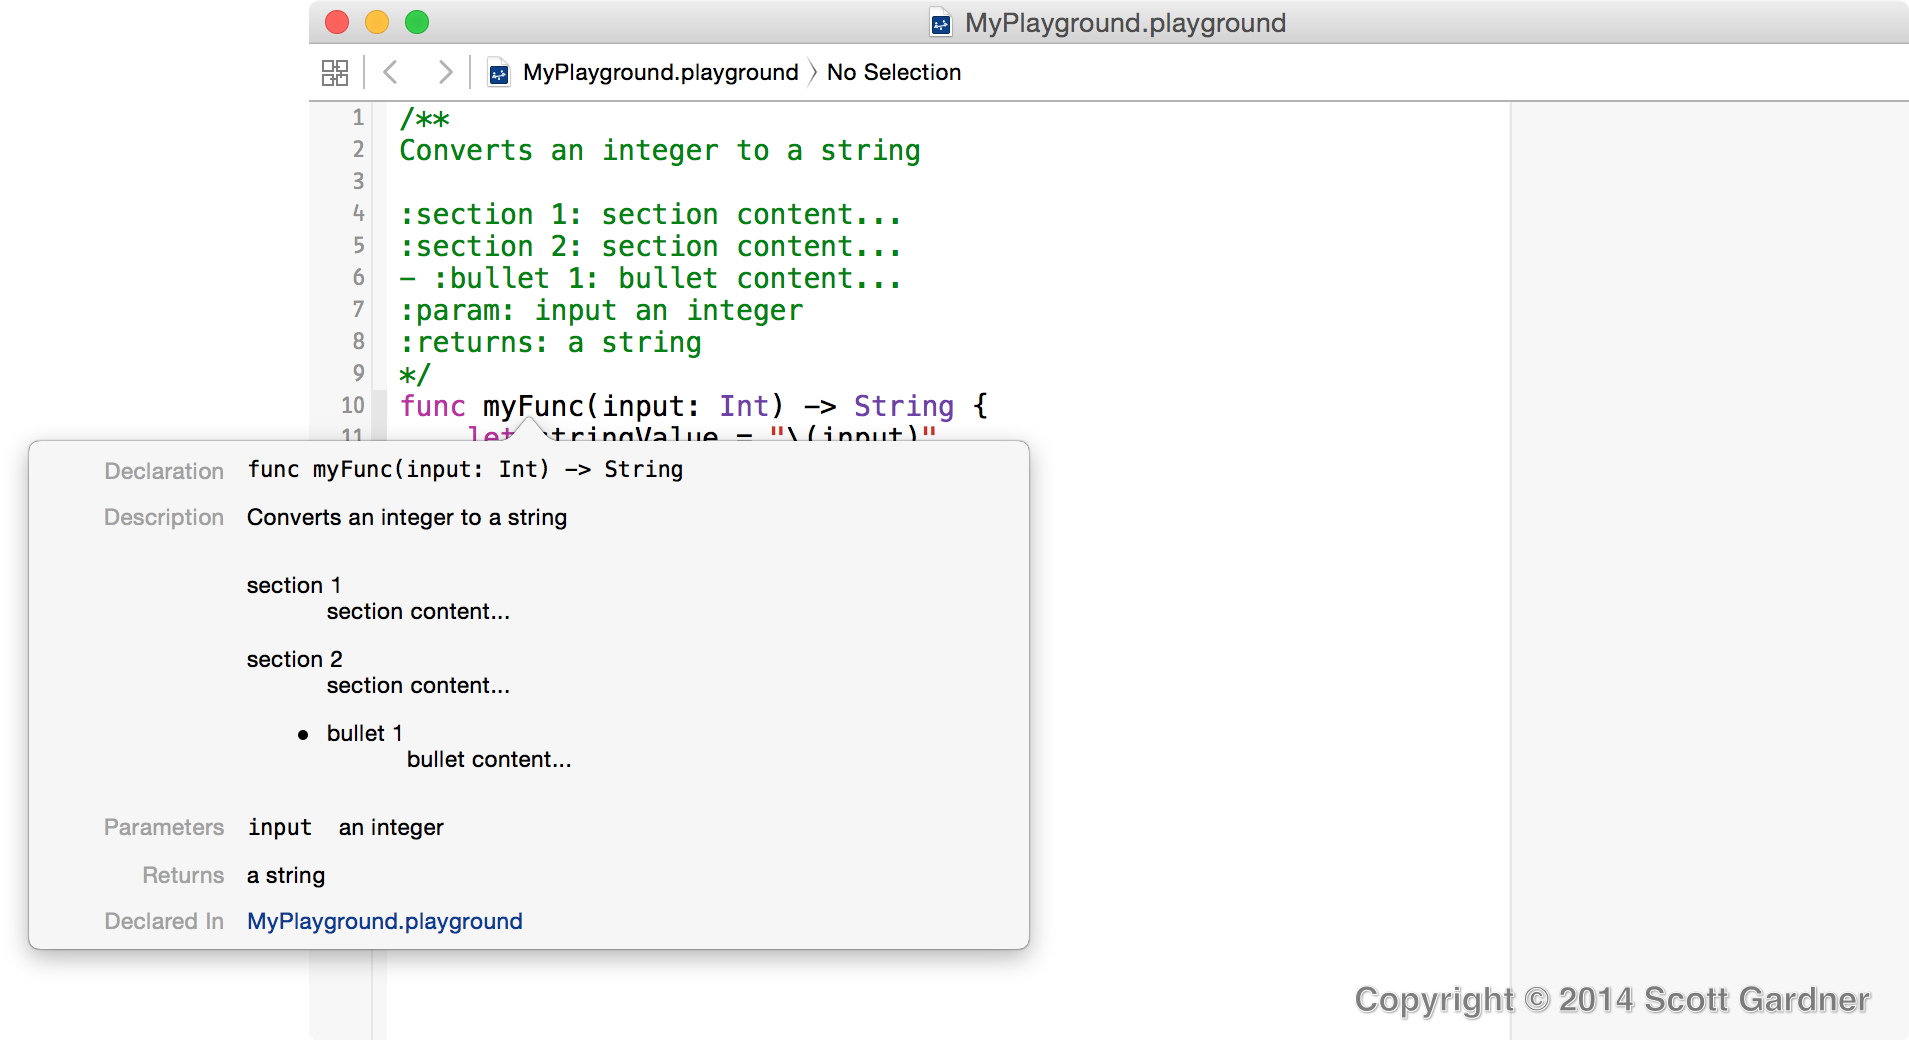 MyPlayground.playground
MyPlayground.playground 〉 No Selection
1 /**
2 Converts an integer to a string
3
4 :section 1: section content...
5 :section 2: section content...
6 - :bullet 1: bullet content...
7 :param: input an integer
8 :returns: a string
9 */
10 func myFunc(input: Int) -> String {
11 let stringValue = "\(input)"
Declaration func myFunc(input: Int) -> String
Description Converts an integer to a string
section 1
section content...
section 2
section content...
• bullet 1
bullet content...
Parameters input an integer
Returns a string
Declared In MyPlayground.playground
Copyright © 2014 Scott Gardner